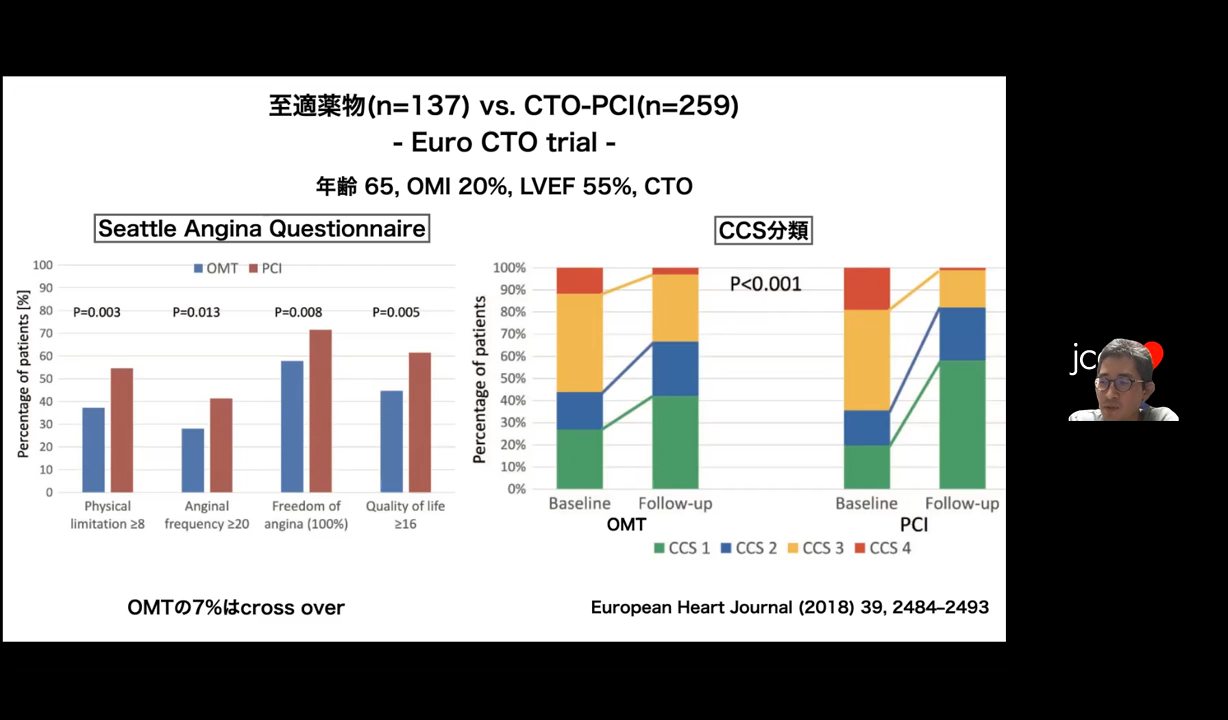 至適薬物(n=137) vs. CTO-PCI(n=259)
- Euro CTO trial -
年齢 65, OMI 20%, LVEF 55%, CTO
Seattle Angina Questionnaire
OMT PCI
Percentage of patients [%]
100
90
80
70
60
50
40
30
20
10
0
P=0.003 P=0.013 P=0.008 P=0.005
Physical limitation ≥8
Anginal frequency ≥20
Freedom of angina (100%)
Quality of life ≥16
OMTの7%はcross over
CCS分類
Percentage of patients
100%
90%
80%
70%
60%
50%
40%
30%
20%
10%
0%
P<0.001
Baseline Follow-up Baseline Follow-up
OMT PCI
CCS 1 CCS 2 CCS 3 CCS 4
European Heart Journal (2018) 39, 2484–2493